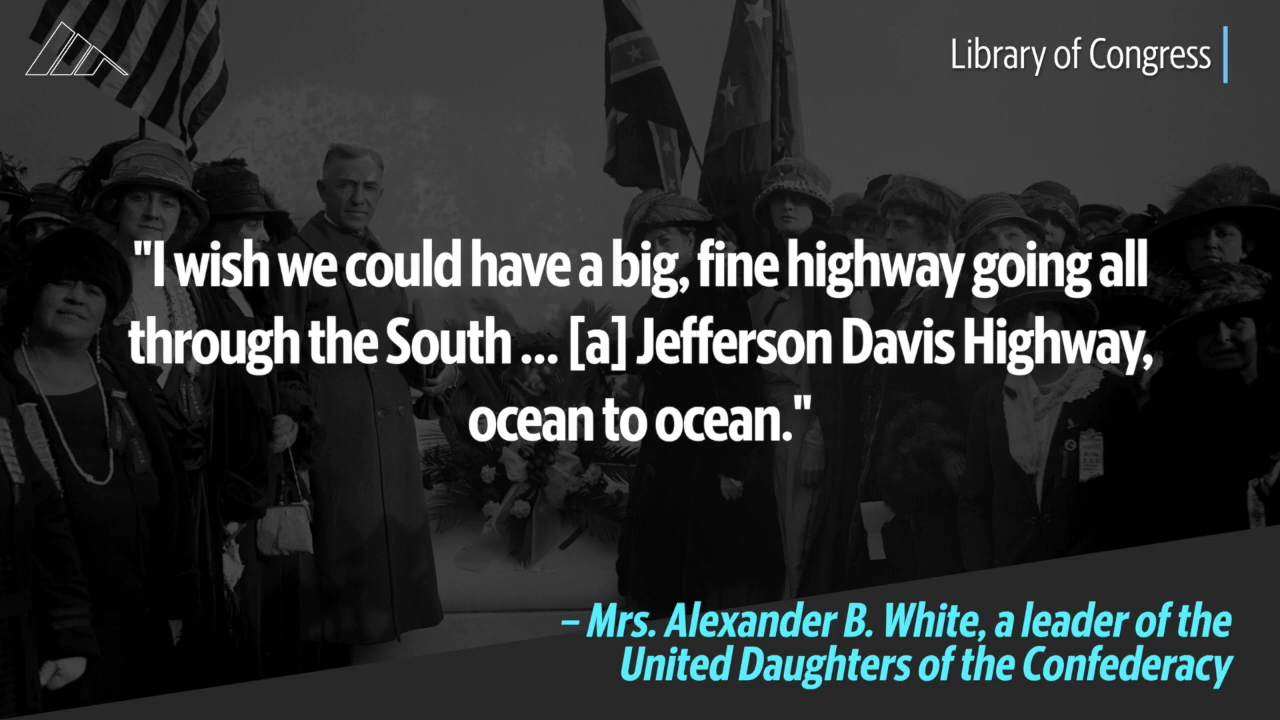 Library of Congress
"I wish we could have a big, fine highway going all
through the South ... [a] Jefferson Davis Highway,
ocean to ocean."
– Mrs. Alexander B. White, a leader of the
United Daughters of the Confederacy